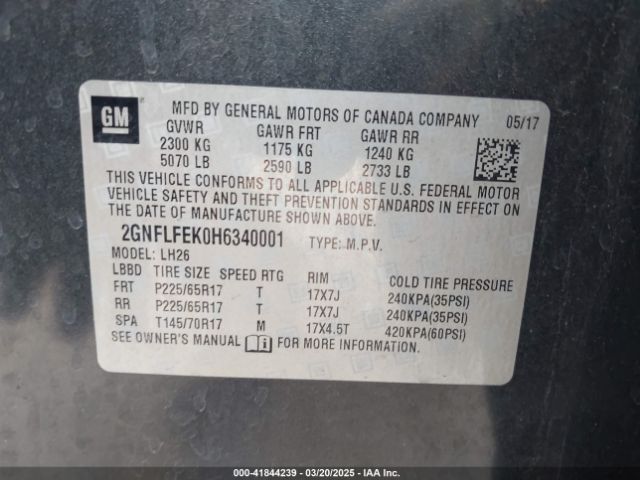 GM
MFD BY GENERAL MOTORS OF CANADA COMPANY 05/17
GVWR GAWR FRT GAWR RR
2300 KG 1175 KG 1240 KG
5070 LB 2590 LB 2733 LB
THIS VEHICLE CONFORMS TO ALL APPLICABLE U.S. FEDERAL MOTOR
VEHICLE SAFETY AND THEFT PREVENTION STANDARDS IN EFFECT ON
THE DATE OF MANUFACTURE SHOWN ABOVE.
2GNFLFEK0H6340001 TYPE: M.P.V.
MODEL: LH26
LBBD TIRE SIZE SPEED RTG RIM COLD TIRE PRESSURE
FRT P225/65R17 T 17X7J 240KPA(35PSI)
RR P225/65R17 T 17X7J 240KPA(35PSI)
SPA T145/70R17 M 17X4.5T 420KPA(60PSI)
SEE OWNER'S MANUAL FOR MORE INFORMATION.
000-41844239 - 03/20/2025 - IAA